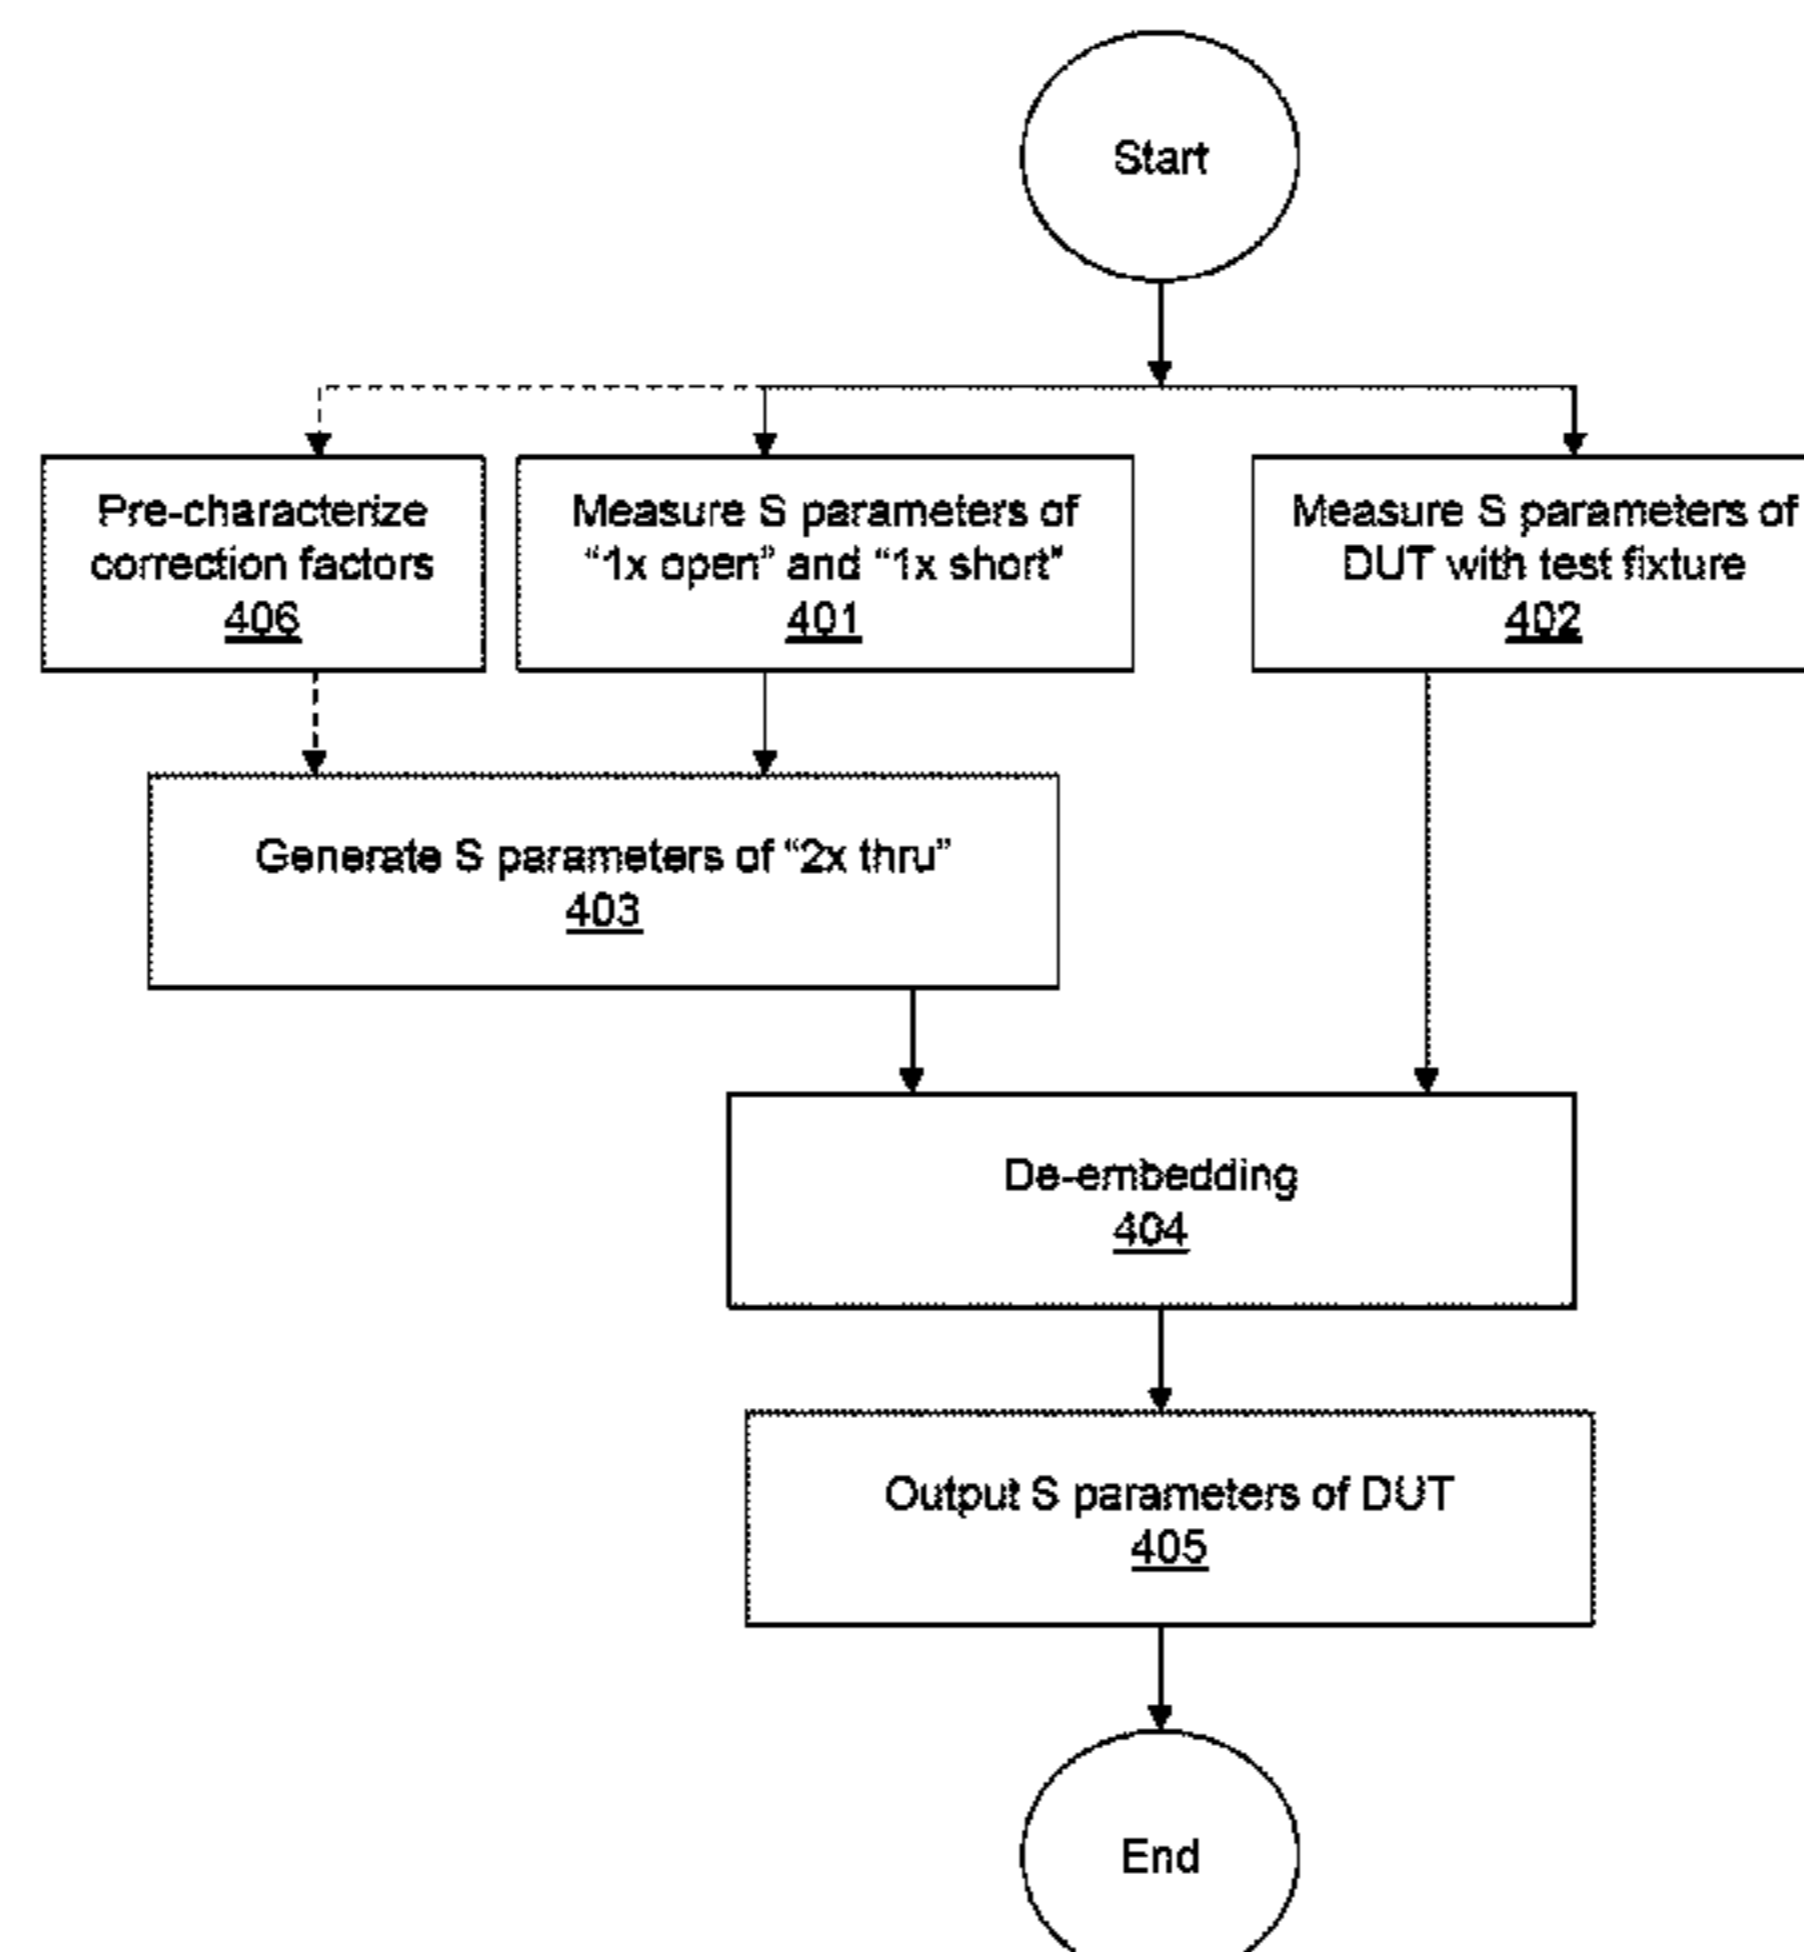 Start
Pre-characterize
correction factors
406
Measure S parameters of
“1x open” and “1x short”
401
Measure S parameters of
DUT with test fixture
402
Generate S parameters of “2x thru”
403
De-embedding
404
Output S parameters of DUT
405
End